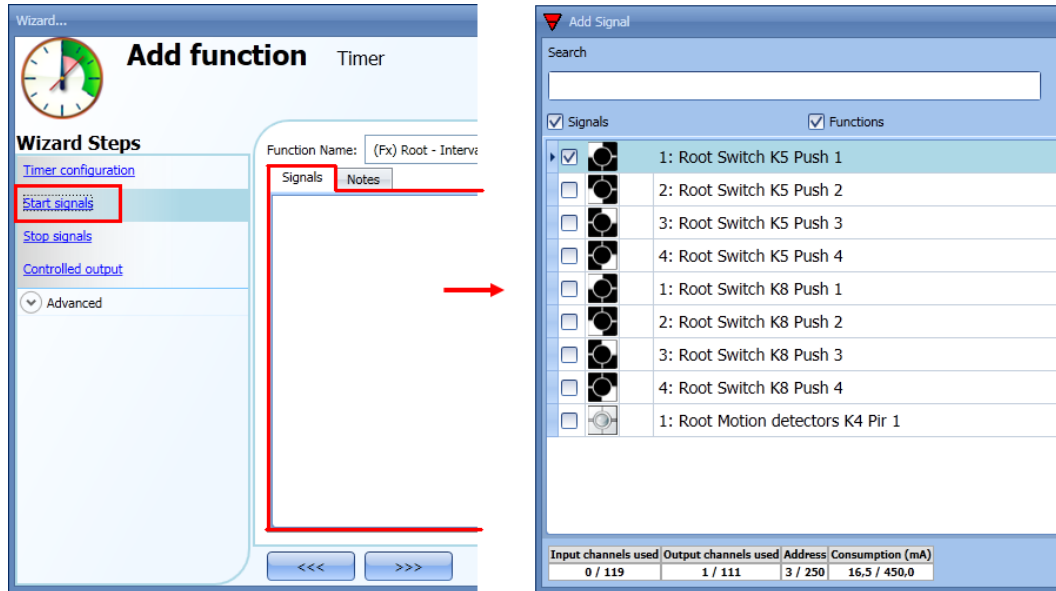 Wizard...
Add function Timer
Wizard Steps
Timer configuration
Start signals
Stop signals
Controlled output
Advanced
Function Name: (Fx) Root - Interva
Signals Notes
<<< >>>
Add Signal
Search
Signals Functions
1: Root Switch K5 Push 1
2: Root Switch K5 Push 2
3: Root Switch K5 Push 3
4: Root Switch K5 Push 4
1: Root Switch K8 Push 1
2: Root Switch K8 Push 2
3: Root Switch K8 Push 3
4: Root Switch K8 Push 4
1: Root Motion detectors K4 Pir 1
Input channels used Output channels used Address Consumption (mA)
0 / 119 1 / 111 3 / 250 16,5 / 450,0